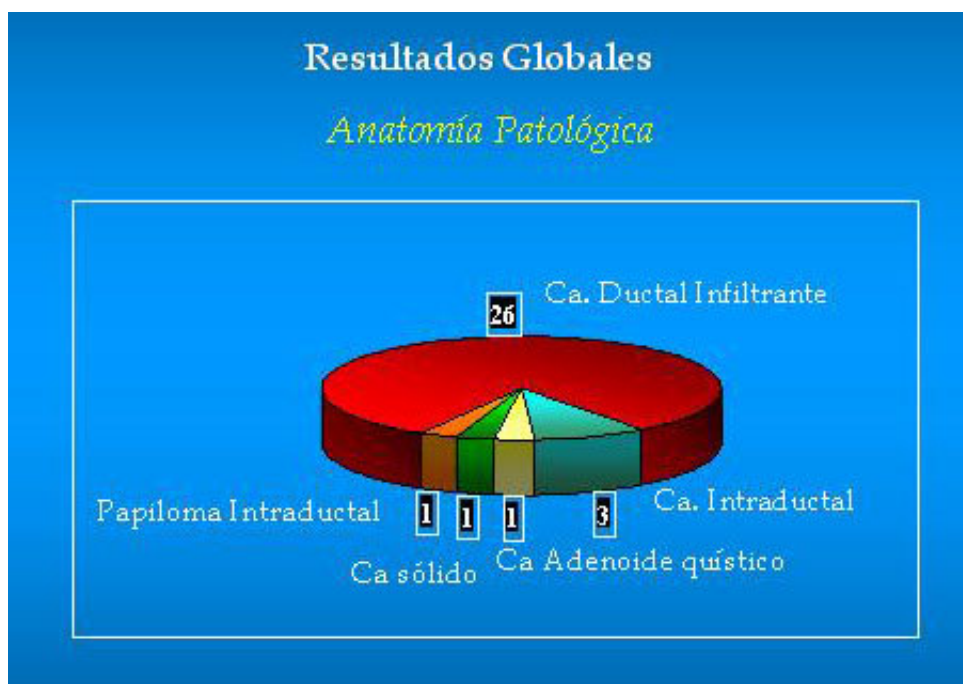 Resultados Globales
Anatomía Patológica
26
Ca. Ductal Infiltrante
Papiloma Intraductal
1
1
1
3
Ca. Intraductal
Ca sólido
Ca Adenoide quístico